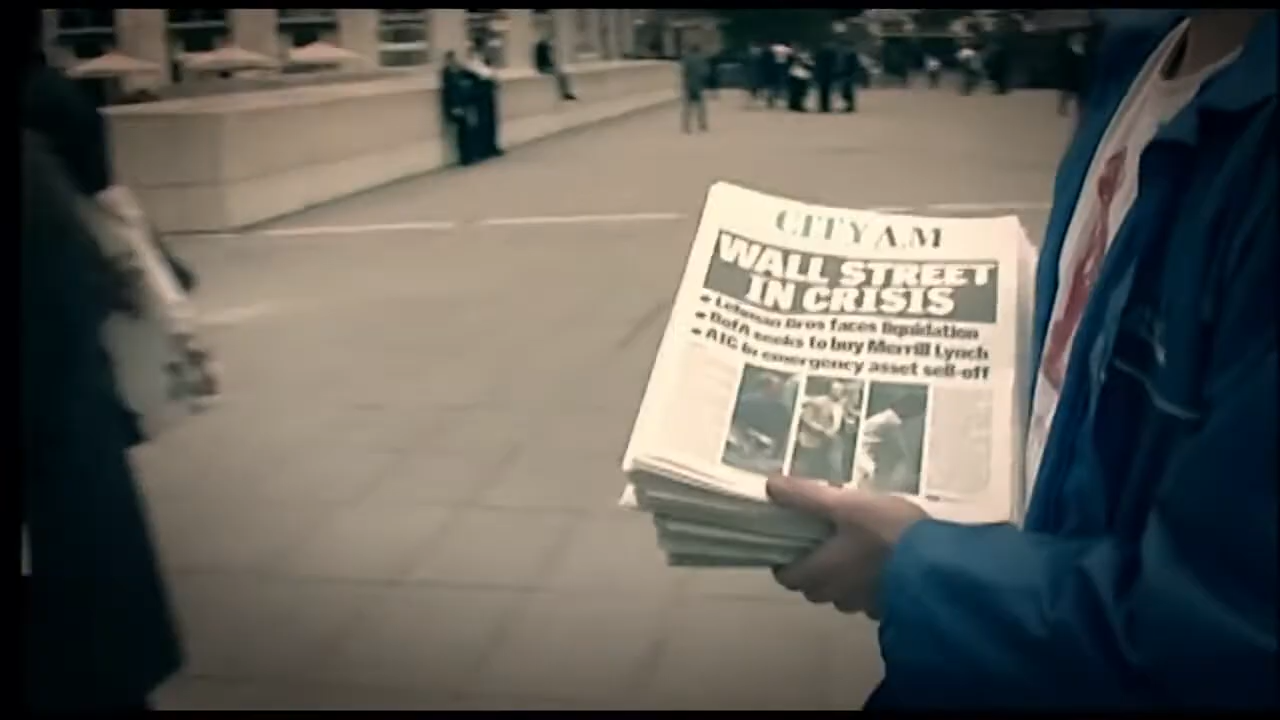 CITY A.M
WALL STREET
IN CRISIS
Lehman Bros faces liquidation
BofA seeks to buy Merrill Lynch
AIG in emergency asset sell-off